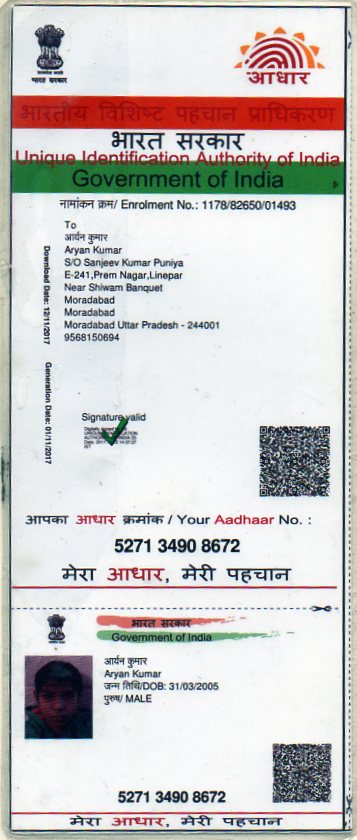 भारत सरकार
आधार
भारतीय विशिष्ट पहचान प्राधिकरण
भारत सरकार
Unique Identification Authority of India
Government of India
नामांकन क्रम/ Enrolment No.: 1178/82650/01493
To
आर्यन कुमार
Aryan Kumar
S/O Sanjeev Kumar Puniya
E-241,Prem Nagar,Linepar
Near Shiwam Banquet
Moradabad
Moradabad
Moradabad Uttar Pradesh - 244001
9568150694
Download Date: 12/11/2017
Generation Date: 01/11/2017
Signature valid
आपका आधार क्रमांक / Your Aadhaar No. :
5271 3490 8672
मेरा आधार, मेरी पहचान
भारत सरकार
Government of India
आर्यन कुमार
Aryan Kumar
जन्म तिथि/DOB: 31/03/2005
पुरुष/ MALE
5271 3490 8672
मेरा आधार, मेरी पहचान